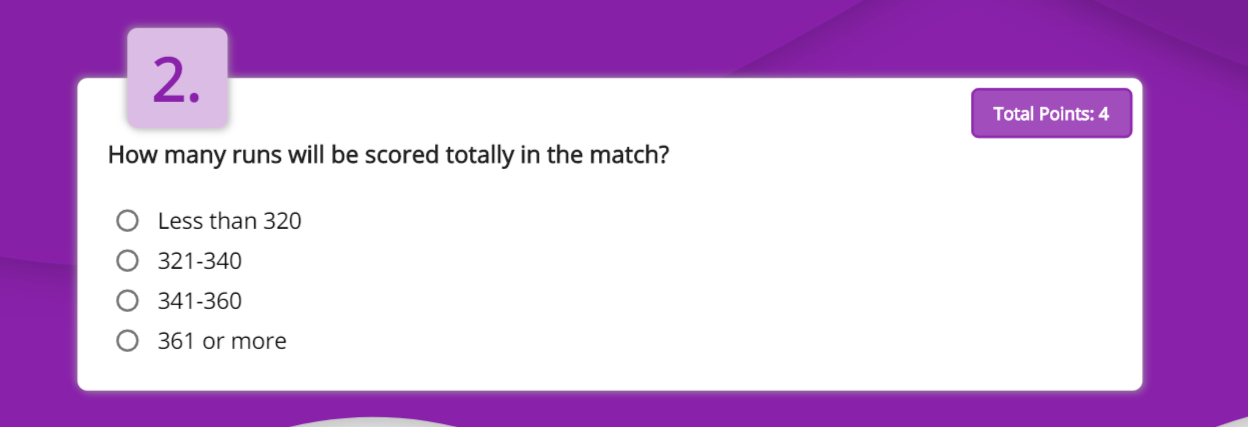 2.
Total Points: 4
How many runs will be scored totally in the match?
Less than 320
321-340
341-360
361 or more